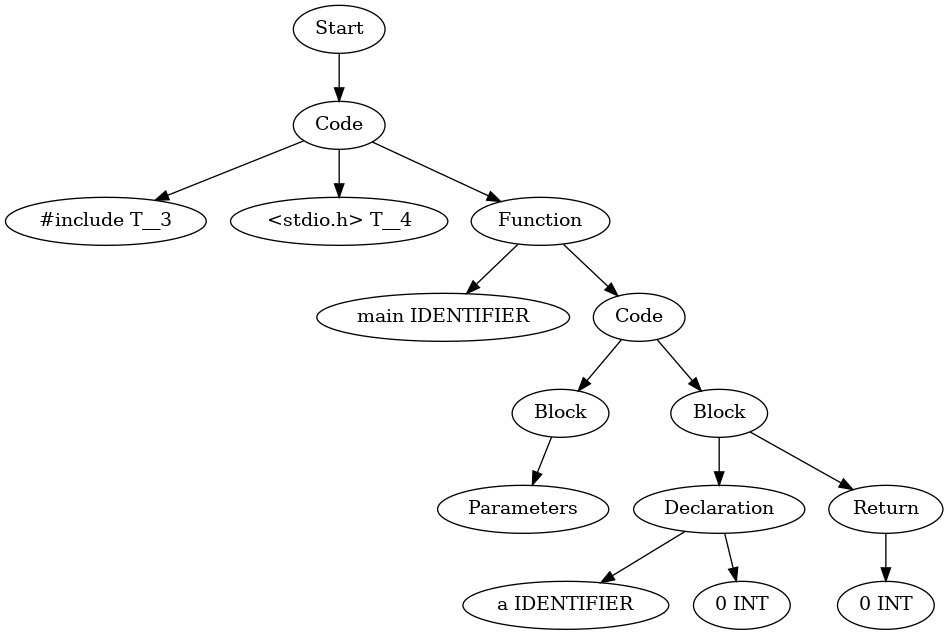 Start
Code
#include T__3
<stdio.h> T__4
Function
main IDENTIFIER
Code
Block
Block
Parameters
Declaration
Return
a IDENTIFIER
0 INT
0 INT